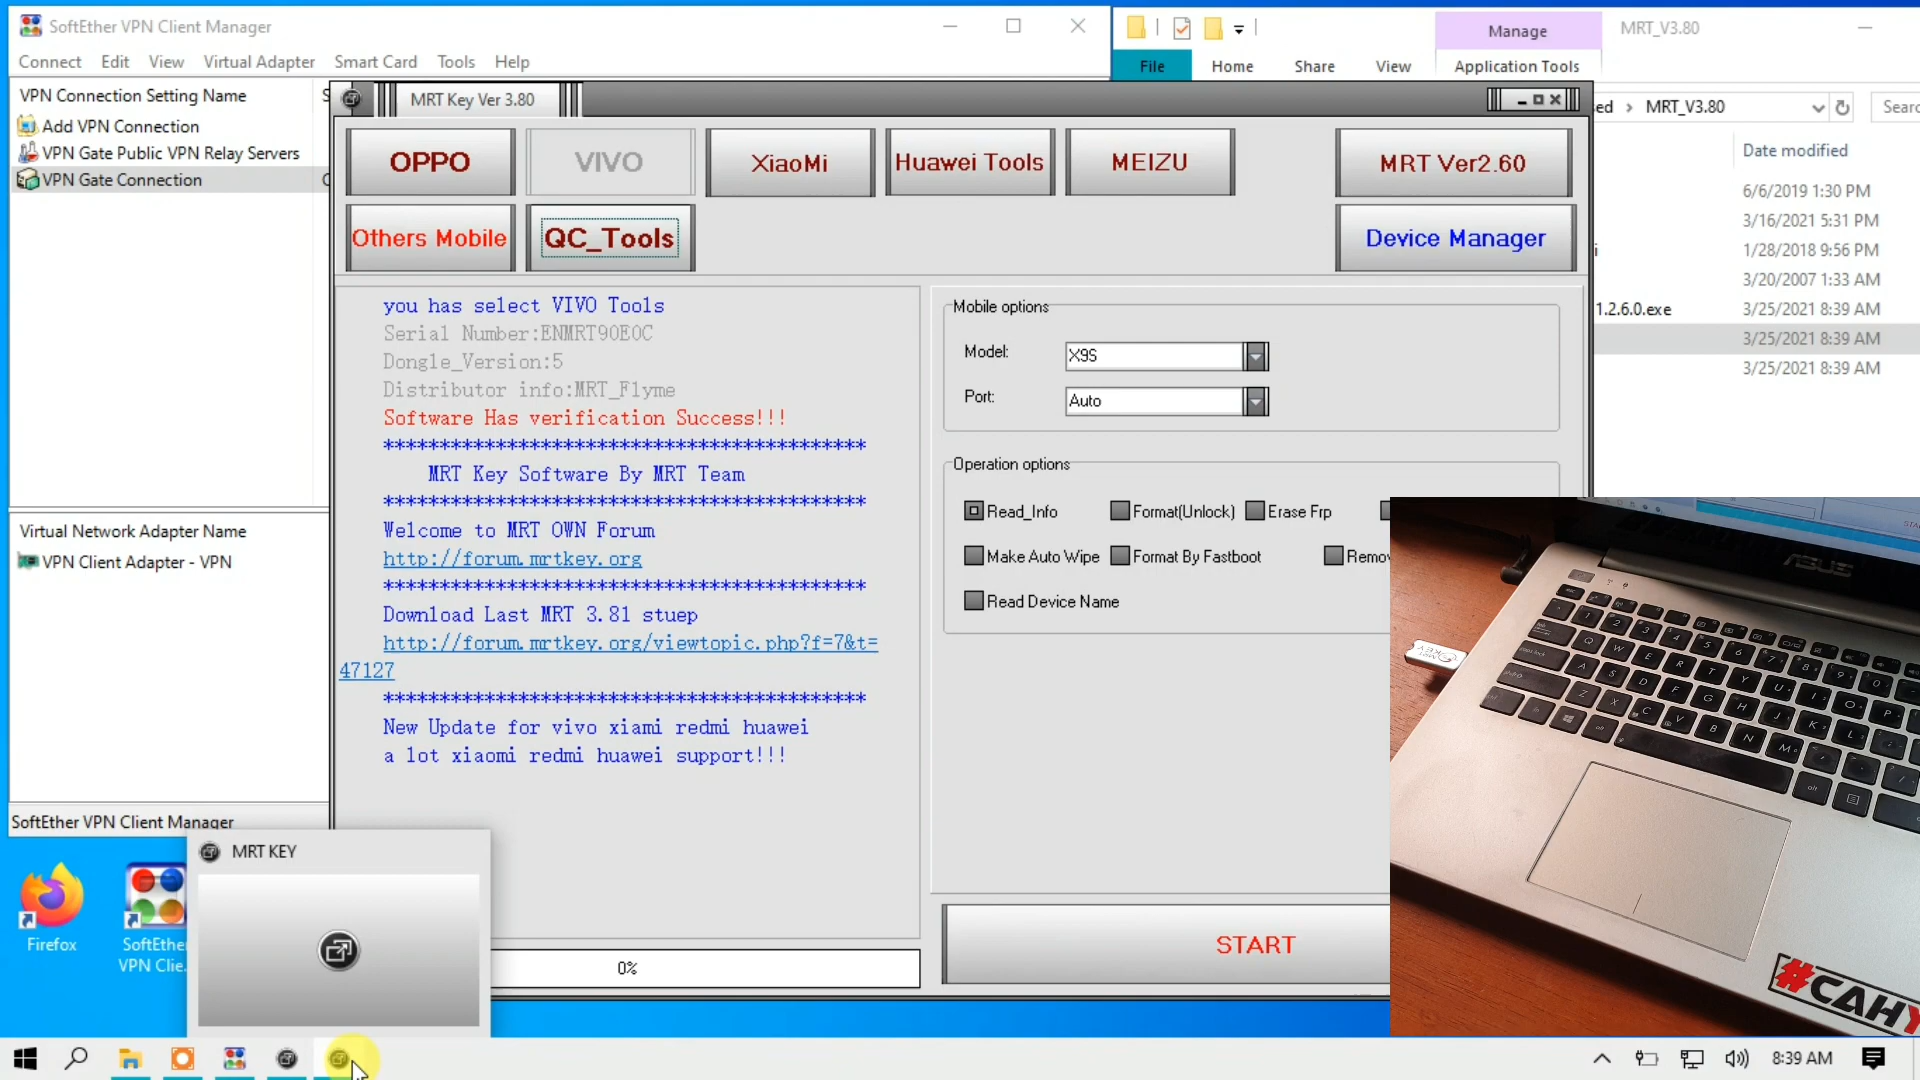 SoftEther VPN Client Manager
Connect Edit View Virtual Adapter Smart Card Tools Help
VPN Connection Setting Name
Add VPN Connection
VPN Gate Public VPN Relay Servers
VPN Gate Connection
Virtual Network Adapter Name
VPN Client Adapter - VPN
SoftEther VPN Client Manager
Manage
MRT_V3.80
File Home Share View Application Tools
ed › MRT_V3.80
Searc
Date modified
6/6/2019 1:30 PM
3/16/2021 5:31 PM
1/28/2018 9:56 PM
3/20/2007 1:33 AM
1.2.6.0.exe 3/25/2021 8:39 AM
3/25/2021 8:39 AM
3/25/2021 8:39 AM
MRT Key Ver 3.80
OPPO VIVO XiaoMi Huawei Tools MEIZU MRT Ver2.60
Others Mobile QC_Tools Device Manager
you has select VIVO Tools
Serial Number:ENMRT90E0C
Dongle_Version:5
Distributor info:MRT_Flyme
Software Has verification Success!!!
*******************************************
MRT Key Software By MRT Team
*******************************************
Welcome to MRT OWN Forum
http://forum.mrtkey.org
*******************************************
Download Last MRT 3.81 stuep
http://forum.mrtkey.org/viewtopic.php?f=7&t=
47127
*******************************************
New Update for vivo xiami redmi huawei
a lot xiaomi redmi huawei support!!!
0%
Mobile options
Model: X9S
Port: Auto
Operation options
Read_Info Format(Unlock) Erase Frp
Make Auto Wipe Format By Fastboot Remov
Read Device Name
START
MRT KEY
Firefox
SoftEthe
VPN Clie.
ASUS
#CAHY
8:39 AM